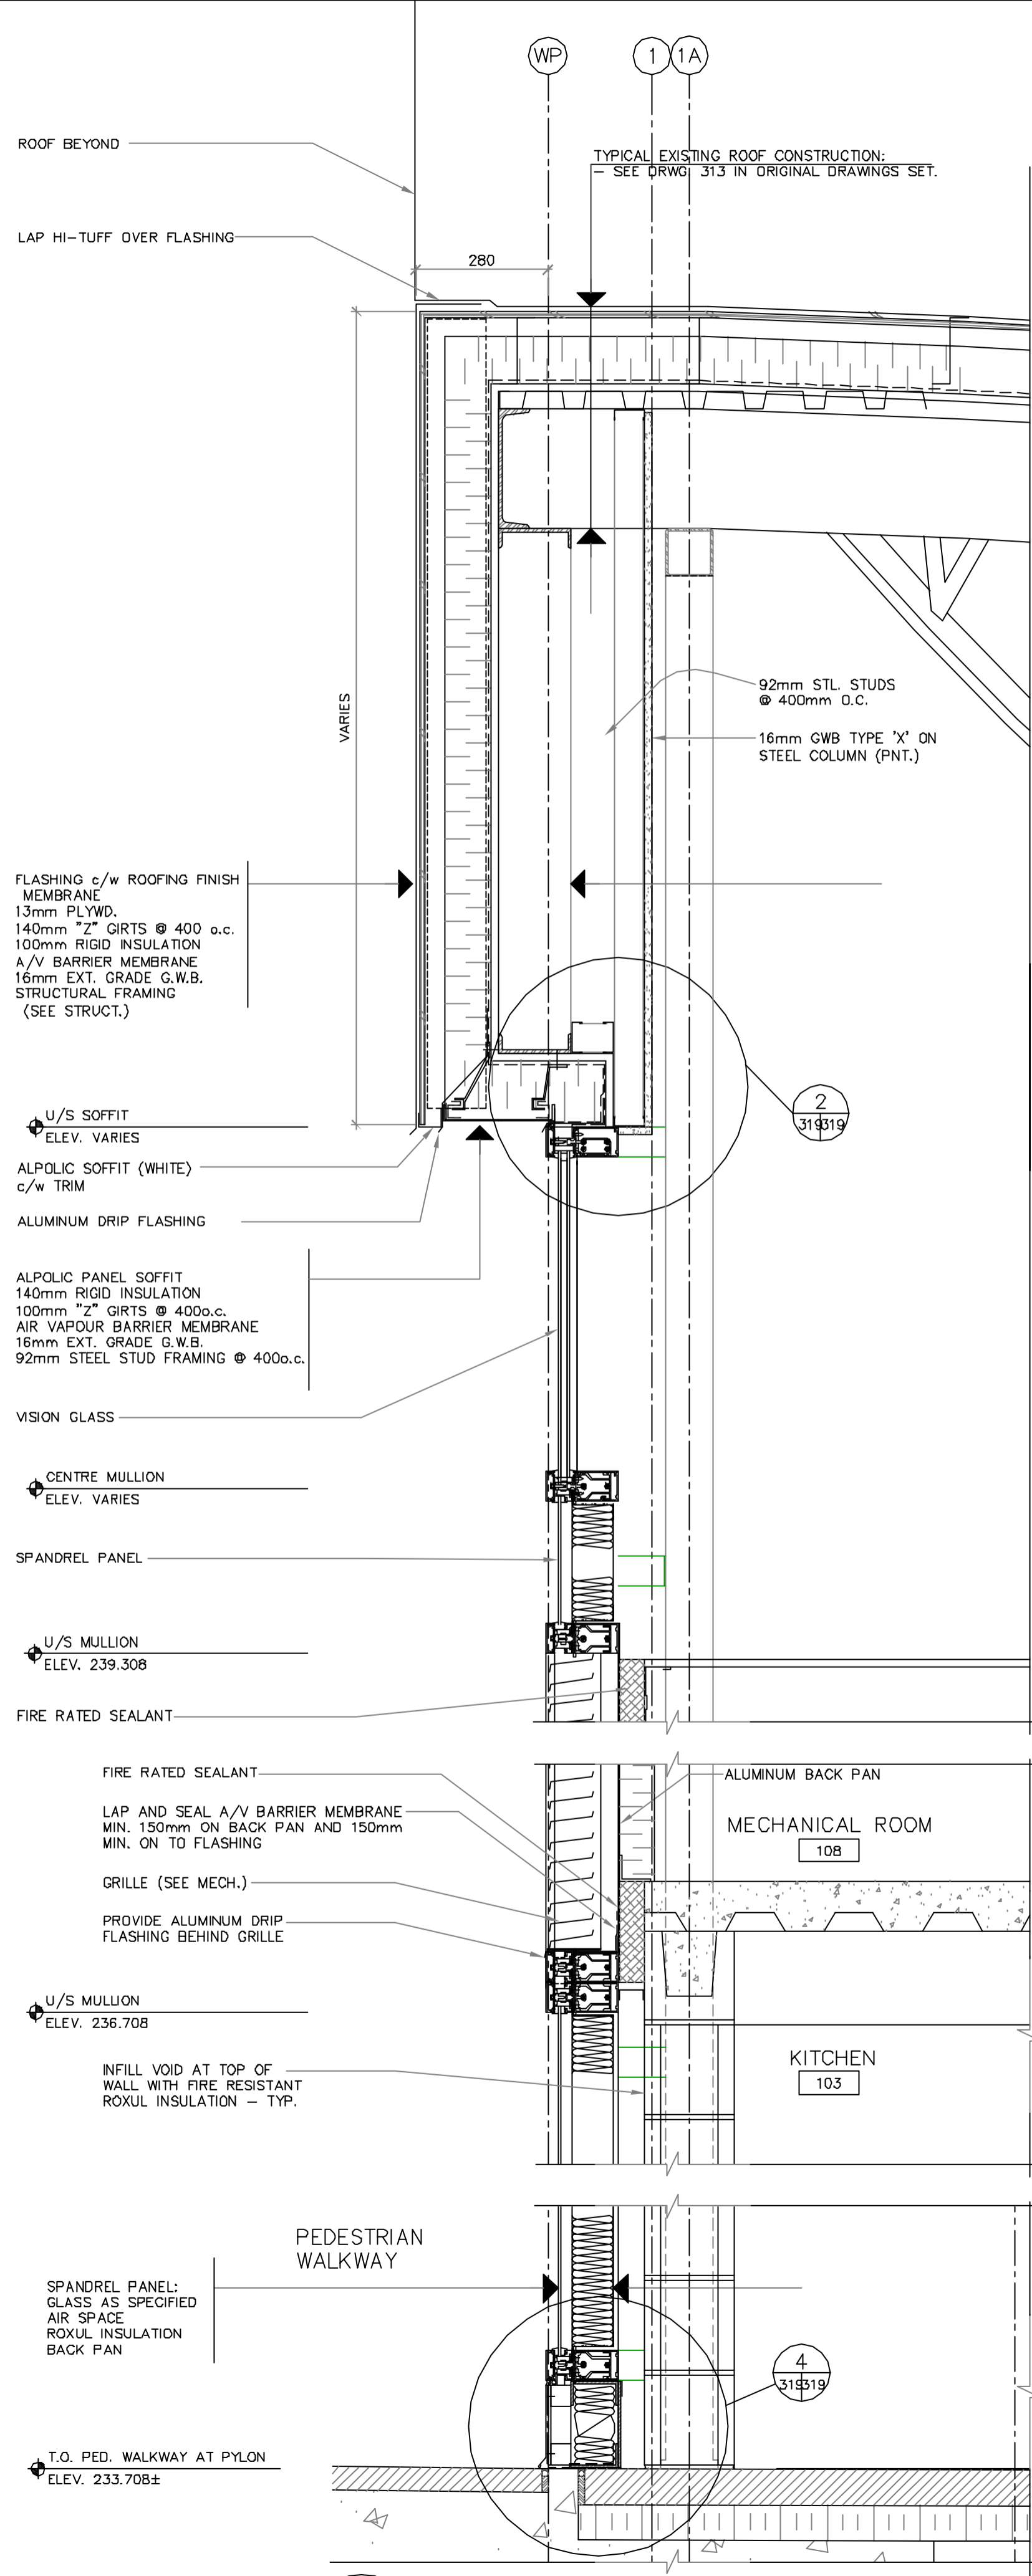 WP
1
1A
ROOF BEYOND
TYPICAL EXISTING ROOF CONSTRUCTION:
- SEE DRWG. 313 IN ORIGINAL DRAWINGS SET.
LAP HI-TUFF OVER FLASHING
280
VARIES
92mm STL. STUDS
@ 400mm O.C.
16mm GWB TYPE 'X' ON
STEEL COLUMN (PNT.)
FLASHING c/w ROOFING FINISH
MEMBRANE
13mm PLYWD.
140mm "Z" GIRTS @ 400 o.c.
100mm RIGID INSULATION
A/V BARRIER MEMBRANE
16mm EXT. GRADE G.W.B.
STRUCTURAL FRAMING
(SEE STRUCT.)
2
319 319
U/S SOFFIT
ELEV. VARIES
ALPOLIC SOFFIT (WHITE)
c/w TRIM
ALUMINUM DRIP FLASHING
ALPOLIC PANEL SOFFIT
140mm RIGID INSULATION
100mm "Z" GIRTS @ 400o.c.
AIR VAPOUR BARRIER MEMBRANE
16mm EXT. GRADE G.W.B.
92mm STEEL STUD FRAMING @ 400o.c.
VISION GLASS
CENTRE MULLION
ELEV. VARIES
SPANDREL PANEL
U/S MULLION
ELEV. 239.308
FIRE RATED SEALANT
FIRE RATED SEALANT
ALUMINUM BACK PAN
LAP AND SEAL A/V BARRIER MEMBRANE
MIN. 150mm ON BACK PAN AND 150mm
MIN. ON TO FLASHING
MECHANICAL ROOM
108
GRILLE (SEE MECH.)
PROVIDE ALUMINUM DRIP
FLASHING BEHIND GRILLE
U/S MULLION
ELEV. 236.708
KITCHEN
103
INFILL VOID AT TOP OF
WALL WITH FIRE RESISTANT
ROXUL INSULATION - TYP.
PEDESTRIAN
WALKWAY
SPANDREL PANEL:
GLASS AS SPECIFIED
AIR SPACE
ROXUL INSULATION
BACK PAN
4
319 319
T.O. PED. WALKWAY AT PYLON
ELEV. 233.708±